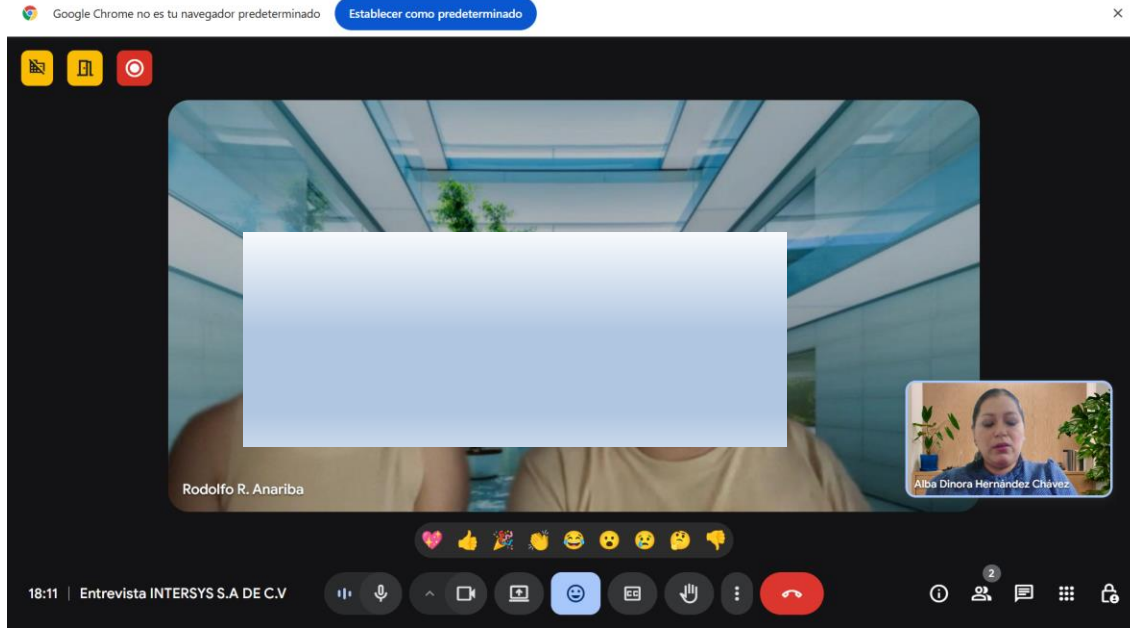 Google Chrome no es tu navegador predeterminado
Establecer como predeterminado
Rodolfo R. Anariba
Alba Dinora Hernández Chávez
2
18:11 | Entrevista INTERSYS S.A DE C.V
CC